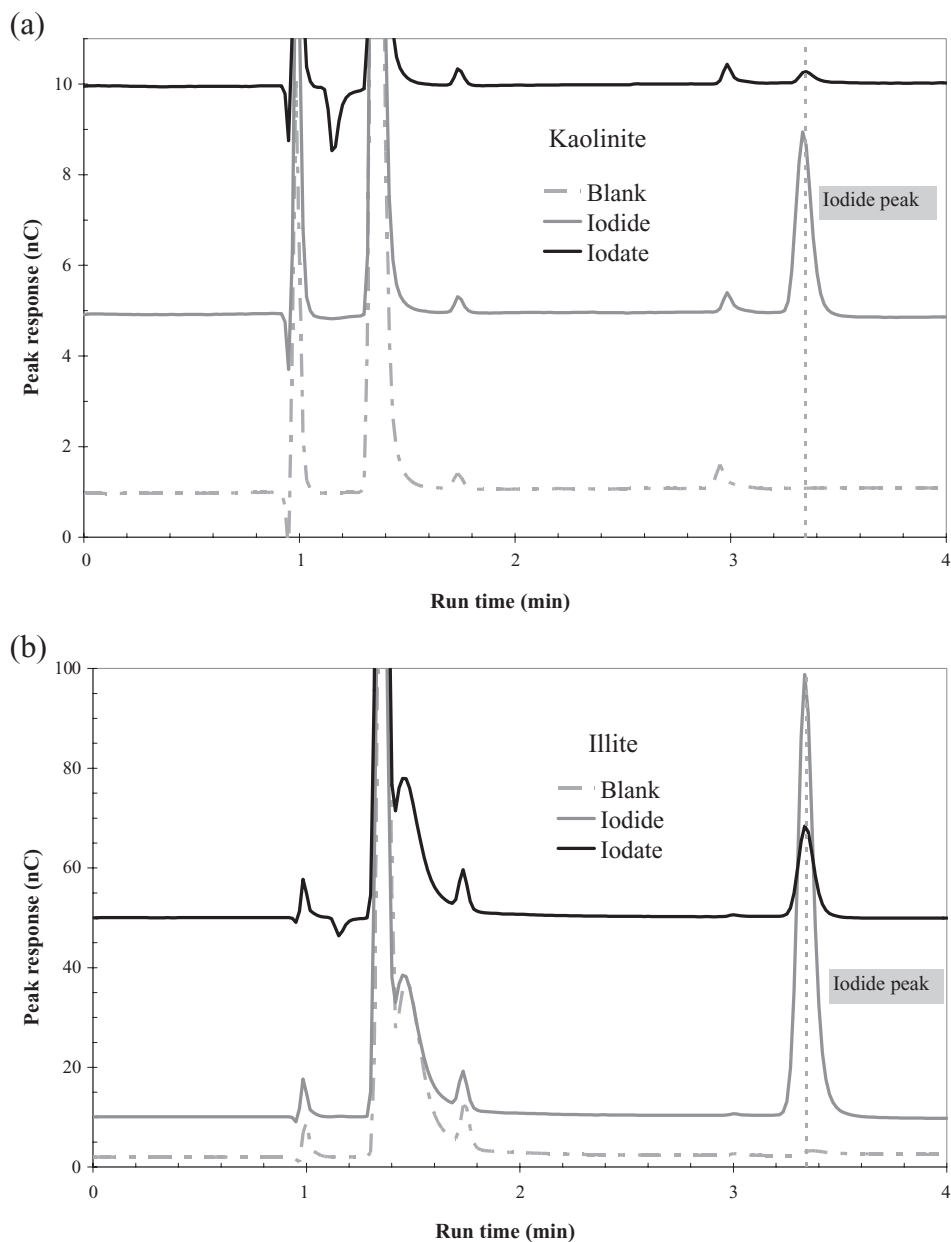 (a)
10
8
6
4
2
0
Peak response (nC)
Kaolinite
Blank
Iodide
Iodate
Iodide peak
0 1 2 3 4
Run time (min)
(b)
100
80
60
40
20
0
Peak response (nC)
Illite
Blank
Iodide
Iodate
Iodide peak
0 1 2 3 4
Run time (min)